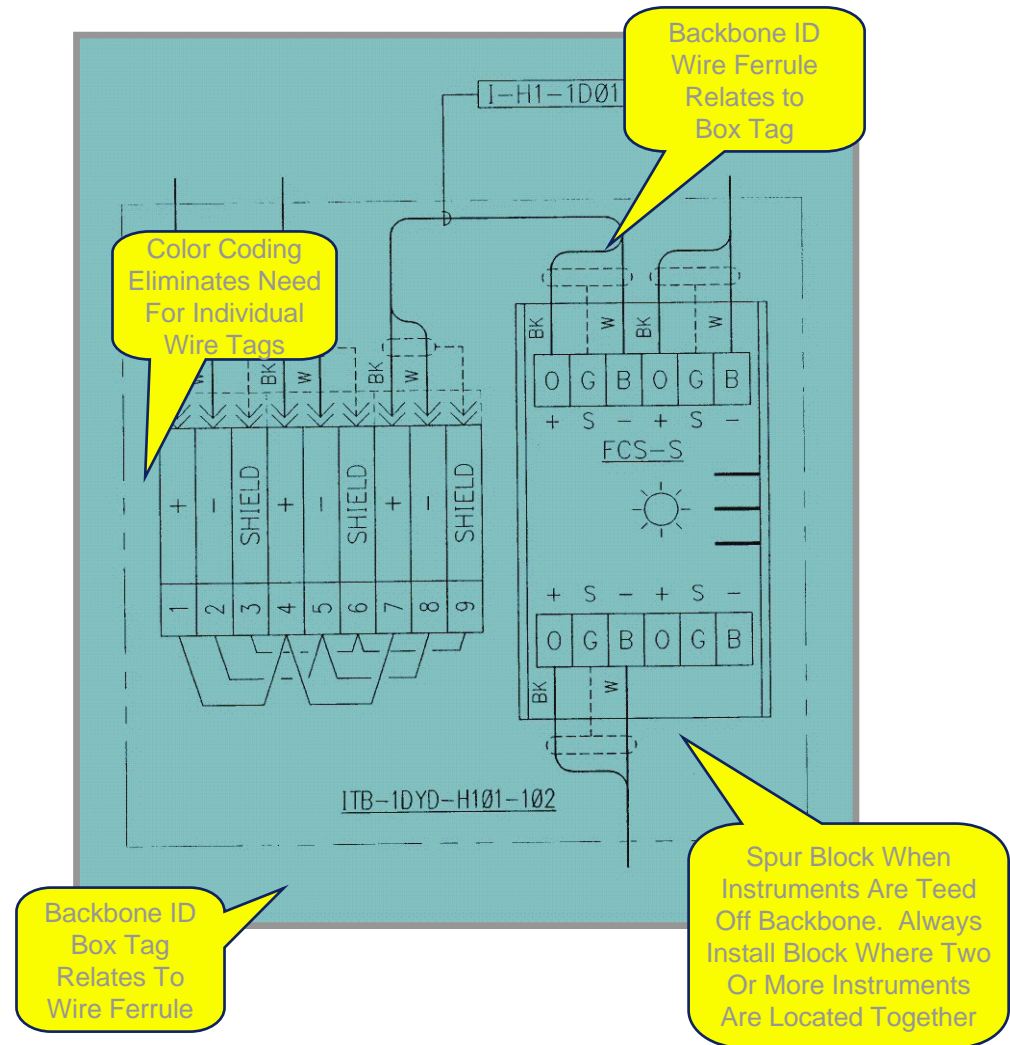 Backbone ID
Wire Ferrule
Relates to
Box Tag
I-H1-1DØ1
Color Coding
Eliminates Need
For Individual
Wire Tags
W BK W BK W
BK W BK W
O G B O G B
+ S - + S -
FCS-S
+ - SHIELD + - SHIELD + - SHIELD
1 2 3 4 5 6 7 8 9
+ S - + S -
O G B O G B
BK W
ITB-1DYD-H1Ø1-1Ø2
Spur Block When
Instruments Are Teed
Off Backbone. Always
Install Block Where Two
Or More Instruments
Are Located Together
Backbone ID
Box Tag
Relates To
Wire Ferrule